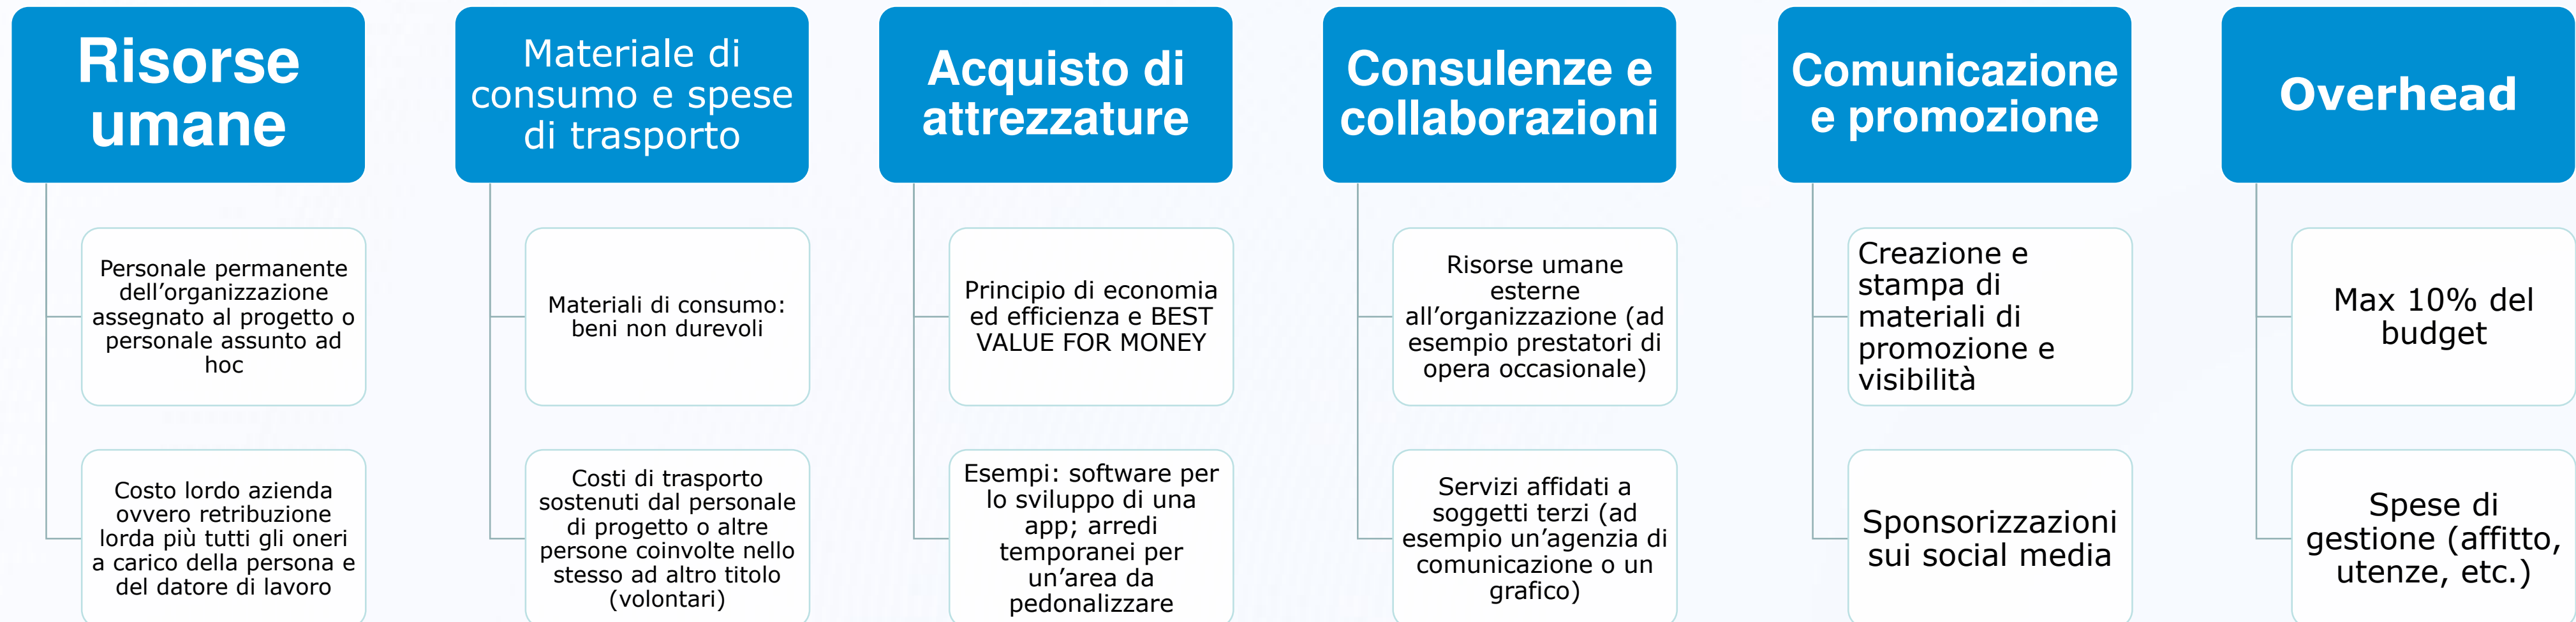 Risorse
umane
Personale permanente
dell’organizzazione
assegnato al progetto o
personale assunto ad
hoc
Costo lordo azienda
ovvero retribuzione
lorda più tutti gli oneri
a carico della persona e
del datore di lavoro
Materiale di
consumo e spese
di trasporto
Materiali di consumo:
beni non durevoli
Costi di trasporto
sostenuti dal personale
di progetto o altre
persone coinvolte nello
stesso ad altro titolo
(volontari)
Acquisto di
attrezzature
Principio di economia
ed efficienza e BEST
VALUE FOR MONEY
Esempi: software per
lo sviluppo di una
app; arredi
temporanei per
un’area da
pedonalizzare
Consulenze e
collaborazioni
Risorse umane
esterne
all’organizzazione (ad
esempio prestatori di
opera occasionale)
Servizi affidati a
soggetti terzi (ad
esempio un’agenzia di
comunicazione o un
grafico)
Comunicazione
e promozione
Creazione e
stampa di
materiali di
promozione e
visibilità
Sponsorizzazioni
sui social media
Overhead
Max 10% del
budget
Spese di
gestione (affitto,
utenze, etc.)